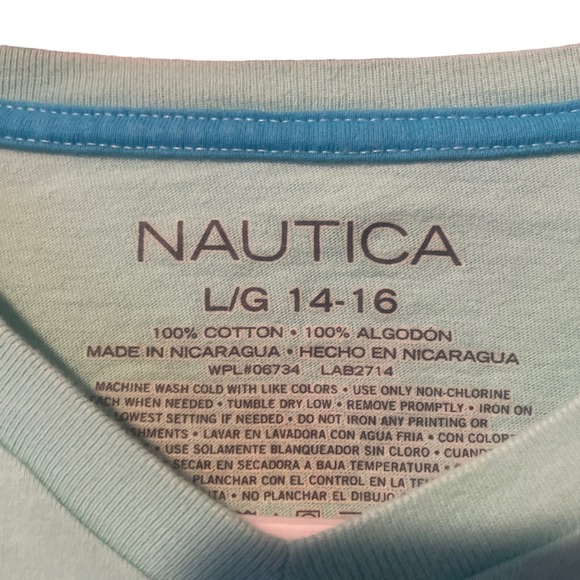 NAUTICA
L/G 14-16
100% COTTON • 100% ALGODÓN
MADE IN NICARAGUA • HECHO EN NICARAGUA
WPL#06734 LAB2714
MACHINE WASH COLD WITH LIKE COLORS • USE ONLY NON-CHLORINE
WHEN NEEDED • TUMBLE DRY LOW • REMOVE PROMPTLY • IRON ON
LOWEST SETTING IF NEEDED • DO NOT IRON ANY PRINTING OR
• LAVAR EN LAVADORA CON AGUA FRIA • CON
USE SOLAMENTE BLANQUEADOR SIN CLORO •
SECAR EN SECADORA A BAJA TEMPERATURA •
PLANCHAR CON EL CONTROL EN LA
• NO PLANCHAR EL DIBUJO